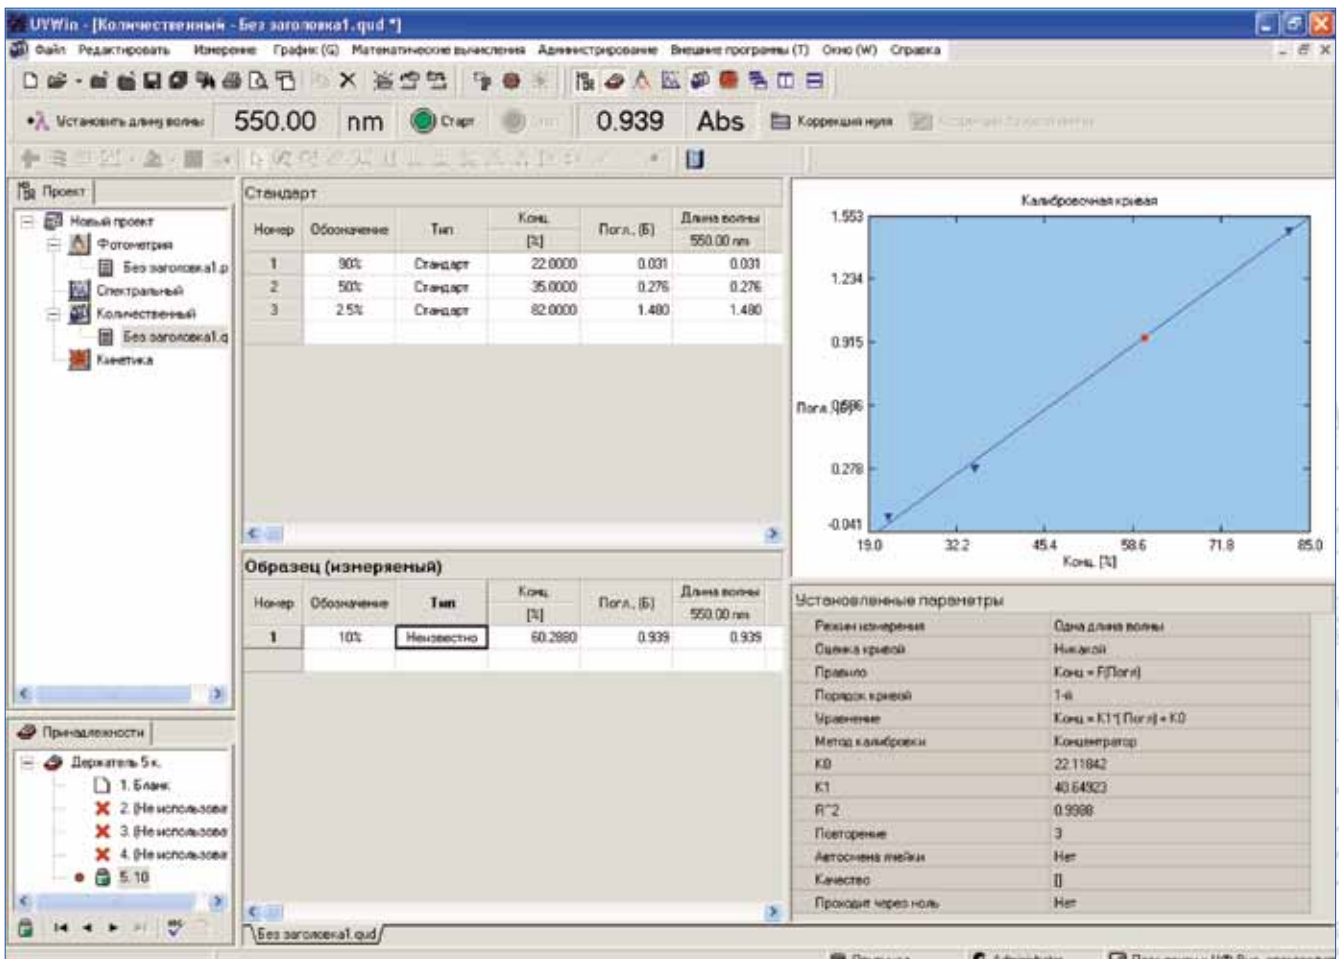 UVWin - [Количественный - Без заголовка1.qud *]
Файл Редактировать Измерение График (G) Математические вычисления Администрирование Внешние программы (T) Окно (W) Справка
Установить длину волны 550.00 nm Старт Стоп 0.939 Abs Коррекция нуля
Проект
Новый проект
Фотометрия
Без заголовка1.p
Спектральный
Количественный
Без заголовка1.q
Кинетика
Принадлежности
Держатель 5 к.
1. Бланк
2. (Не использова
3. (Не использова
4. (Не использова
5. 10
Стандарт
Номер Обозначение Тип Конц. [%] Погл., (Б) Длина волны 550.00 nm
1 90% Стандарт 22.0000 0.031 0.031
2 50% Стандарт 35.0000 0.276 0.276
3 2.5% Стандарт 82.0000 1.480 1.480
Образец (измеряемый)
Номер Обозначение Тип Конц. [%] Погл., (Б) Длина волны 550.00 nm
1 10% Неизвестно 60.2880 0.939 0.939
Без заголовка1.qud
Калибровочная кривая
1.553
1.234
0.915
Погл., (Б)
0.596
0.278
-0.041
19.0 32.2 45.4 58.6 71.8 85.0
Конц. [%]
Установленные параметры
Режим измерения Одна длина волны
Оценка кривой Никакой
Правило Конц = F(Погл)
Порядок кривой 1-й
Уравнение Конц = K1*( Погл) + K0
Метод калибровки Концентратор
K0 22.11842
K1 40.64923
R^2 0.9988
Повторение 3
Автосмена ячейки Нет
Качество []
Проходит через ноль Нет
Administrator